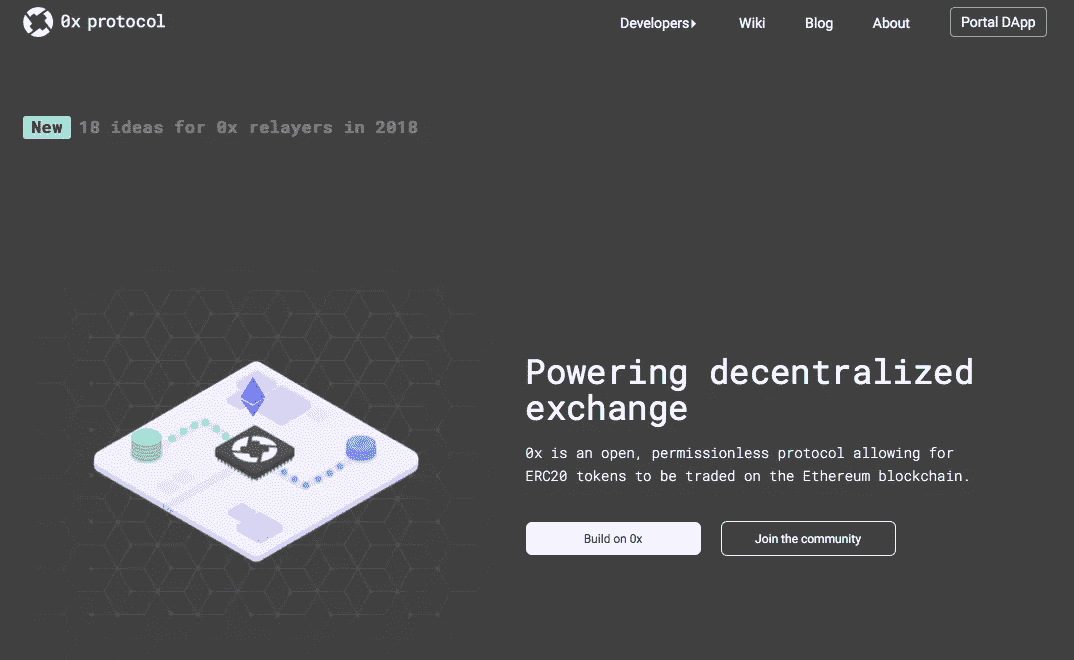 0x protocol
Developers
Wiki
Blog
About
Portal DApp
New 18 ideas for 0x relayers in 2018
Powering decentralized
exchange
0x is an open, permissionless protocol allowing for
ERC20 tokens to be traded on the Ethereum blockchain.
Build on 0x
Join the community